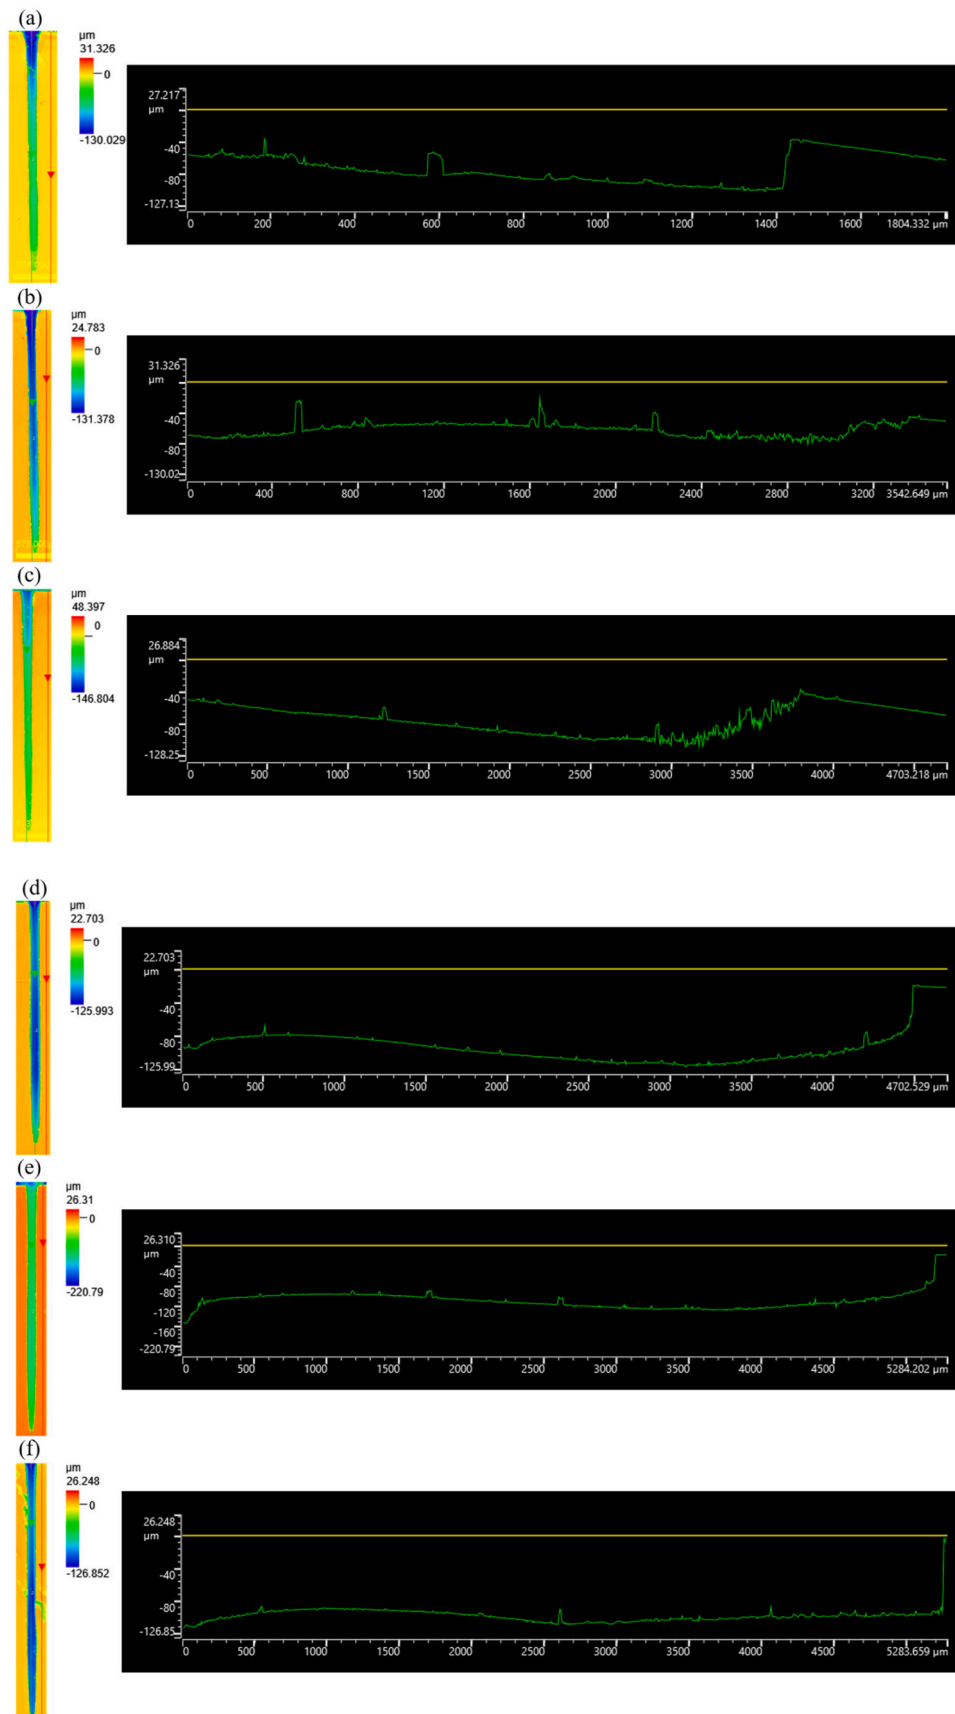 (a)
µm
31.326
0
-130.029
27.217
µm
-40
-80
-127.13
0 200 400 600 800 1000 1200 1400 1600 1804.332 µm
(b)
µm
24.783
0
-131.378
31.326
µm
-40
-80
-130.02
0 400 800 1200 1600 2000 2400 2800 3200 3542.649 µm
(c)
µm
48.397
0
-146.804
26.884
µm
-40
-80
-128.25
0 500 1000 1500 2000 2500 3000 3500 4000 4703.218 µm
(d)
µm
22.703
0
-125.993
22.703
µm
-40
-80
-125.99
0 500 1000 1500 2000 2500 3000 3500 4000 4702.529 µm
(e)
µm
26.31
0
-220.79
26.310
µm
-40
-80
-120
-160
-220.79
0 500 1000 1500 2000 2500 3000 3500 4000 4500 5284.202 µm
(f)
µm
26.248
0
-126.852
26.248
µm
-40
-80
-126.85
0 500 1000 1500 2000 2500 3000 3500 4000 4500 5283.659 µm